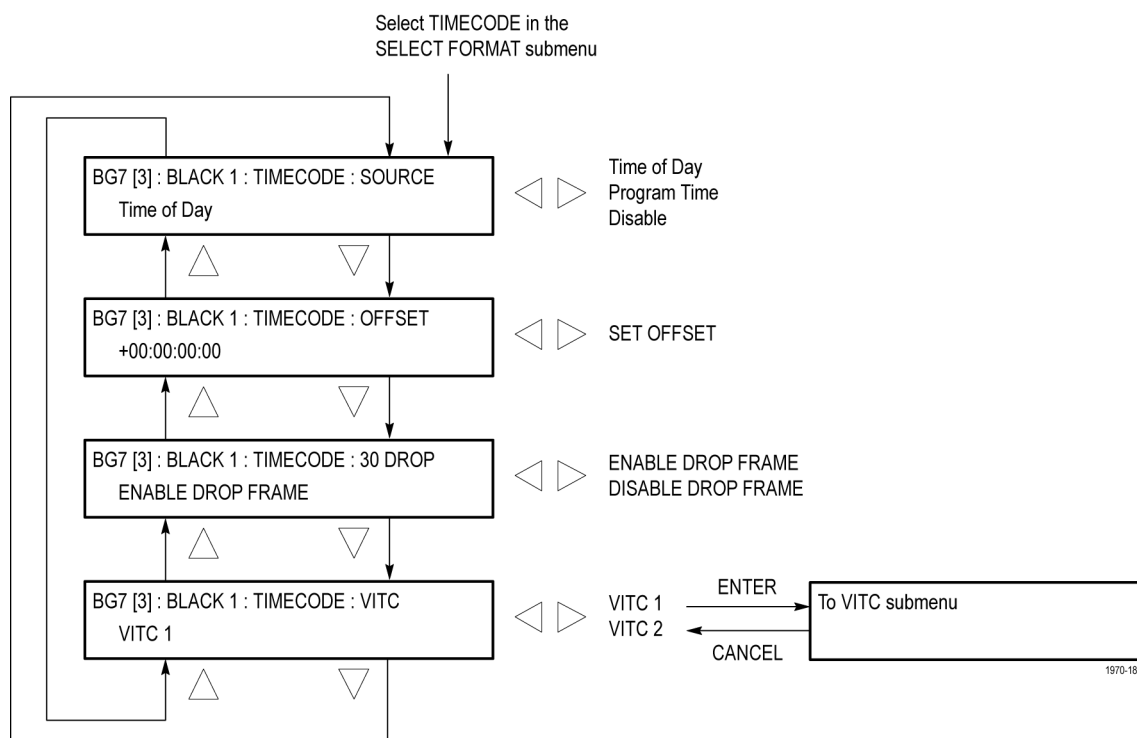 Select TIMECODE in the
SELECT FORMAT submenu
BG7 [3] : BLACK 1 : TIMECODE : SOURCE
Time of Day
Time of Day
Program Time
Disable
BG7 [3] : BLACK 1 : TIMECODE : OFFSET
+00:00:00:00
SET OFFSET
BG7 [3] : BLACK 1 : TIMECODE : 30 DROP
ENABLE DROP FRAME
ENABLE DROP FRAME
DISABLE DROP FRAME
BG7 [3] : BLACK 1 : TIMECODE : VITC
VITC 1
VITC 1
VITC 2
ENTER
CANCEL
To VITC submenu
1970-18